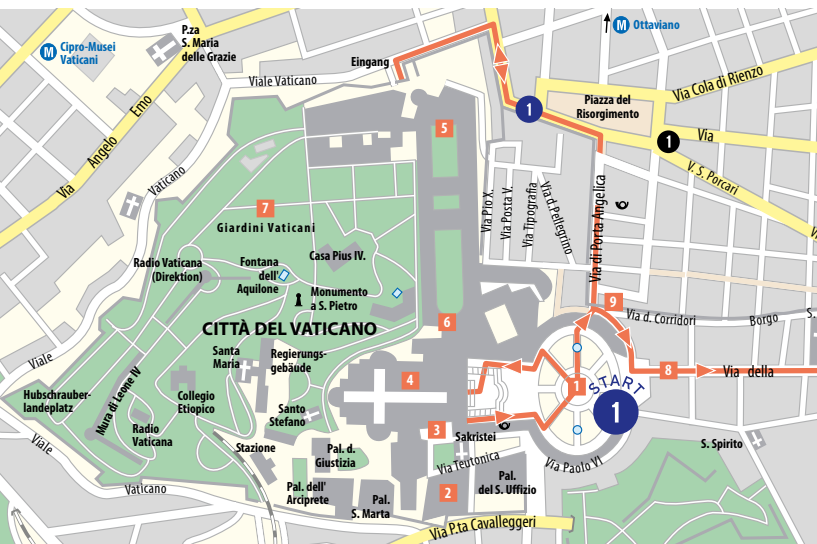 M Ottaviano
P.za
S. Maria
delle Grazie
M Cipro-Musei
Vaticani
Eingang
Viale Vaticano
Via Angelo Emo
Via Cola di Rienzo
Piazza del
Risorgimento
1
1
Via
V. S. Porcari
5
Vaticano
Via Pio X.
Via Posta V.
Via Tipografia
Via d.Pellegrino
Via di Porta Angelica
7
Giardini Vaticani
Casa Pius IV.
Radio Vaticana
(Direktion)
Fontana
dell'
Aquilone
Monumento
a S. Pietro
9
6
Via d. Corridori
Borgo
S.
CITTÀ DEL VATICANO
Viale
Santa
Maria
Regierungs-
gebäude
8
Via della
4
1
START
1
Mura di Leone IV
Hubschrauber-
landeplatz
Collegio
Etiopico
Santo
Stefano
Radio
Vaticana
3
Sakristei
Viale
Stazione
Pal. d.
Giustizia
S. Spirito
Via Teutonica
Via Paolo VI
Vaticano
Pal. dell'
Arciprete
Pal.
S. Marta
2
Pal.
del S. Uffizio
Via P.ta Cavalleggeri